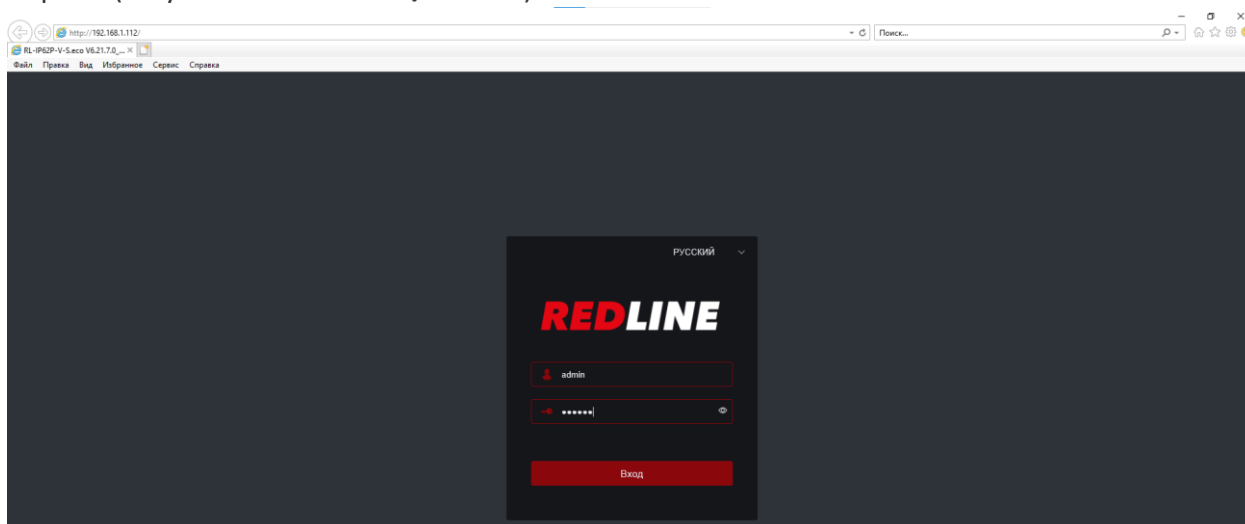 http://192.168.1.112/
Поиск...
RL-IP62P-V-S.eco V6.21.7.0_...
Файл Правка Вид Избранное Сервис Справка
РУССКИЙ
REDLINE
admin
Вход